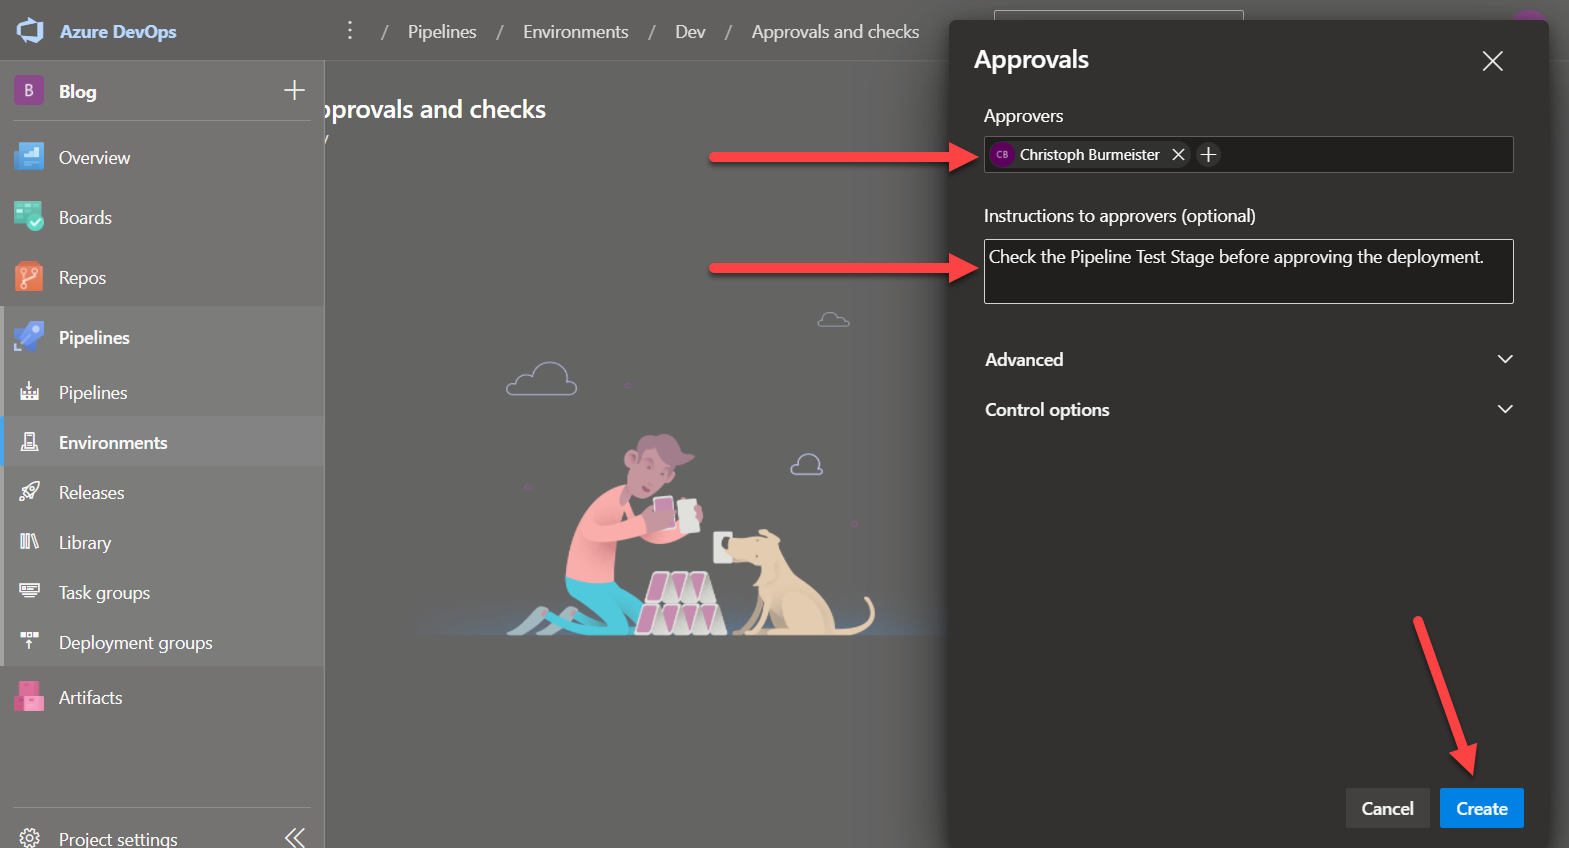 Azure DevOps
/ Pipelines / Environments / Dev / Approvals and checks
B Blog
Overview
Boards
Repos
Pipelines
Pipelines
Environments
Releases
Library
Task groups
Deployment groups
Artifacts
Project settings
pprovals and checks
Approvals
Approvers
CB Christoph Burmeister
Instructions to approvers (optional)
Check the Pipeline Test Stage before approving the deployment.
Advanced
Control options
Cancel Create